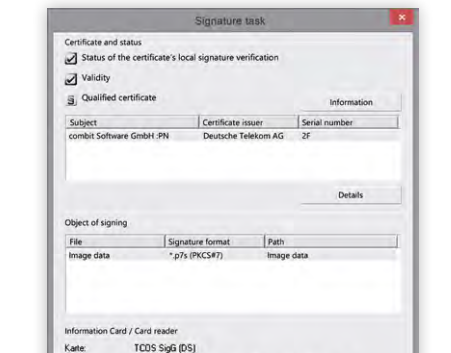 Signature task
Certificate and status
Status of the certificate's local signature verification
Validity
Qualified certificate
Information
Subject Certificate issuer Serial number
combit Software GmbH :PN Deutsche Telekom AG 2F
Details
Object of signing
File Signature format Path
Image data *.p7s (PKCS#7) Image data
Information Card / Card reader
Karte: TCOS SigG (DS)